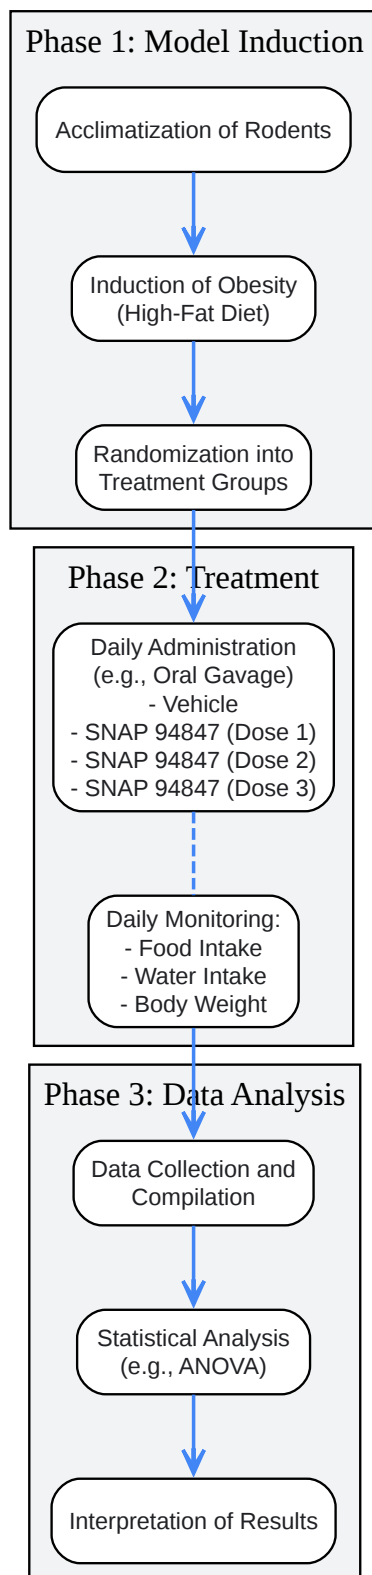 Phase 1: Model Induction
Acclimatization of Rodents
Induction of Obesity
(High-Fat Diet)
Randomization into
Treatment Groups
Phase 2: Treatment
Daily Administration
(e.g., Oral Gavage)
- Vehicle
- SNAP 94847 (Dose 1)
- SNAP 94847 (Dose 2)
- SNAP 94847 (Dose 3)
Daily Monitoring:
- Food Intake
- Water Intake
- Body Weight
Phase 3: Data Analysis
Data Collection and
Compilation
Statistical Analysis
(e.g., ANOVA)
Interpretation of Results